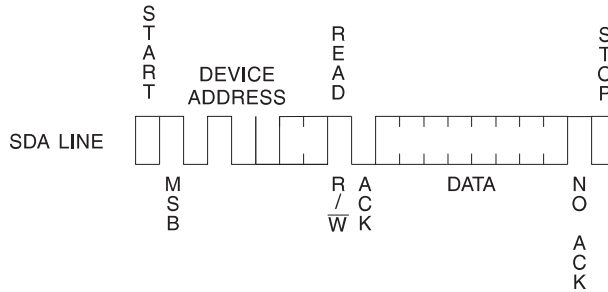 START
READ
STOP
DEVICE
ADDRESS
SDA LINE
MSB
R/W
ACK
DATA
NO ACK